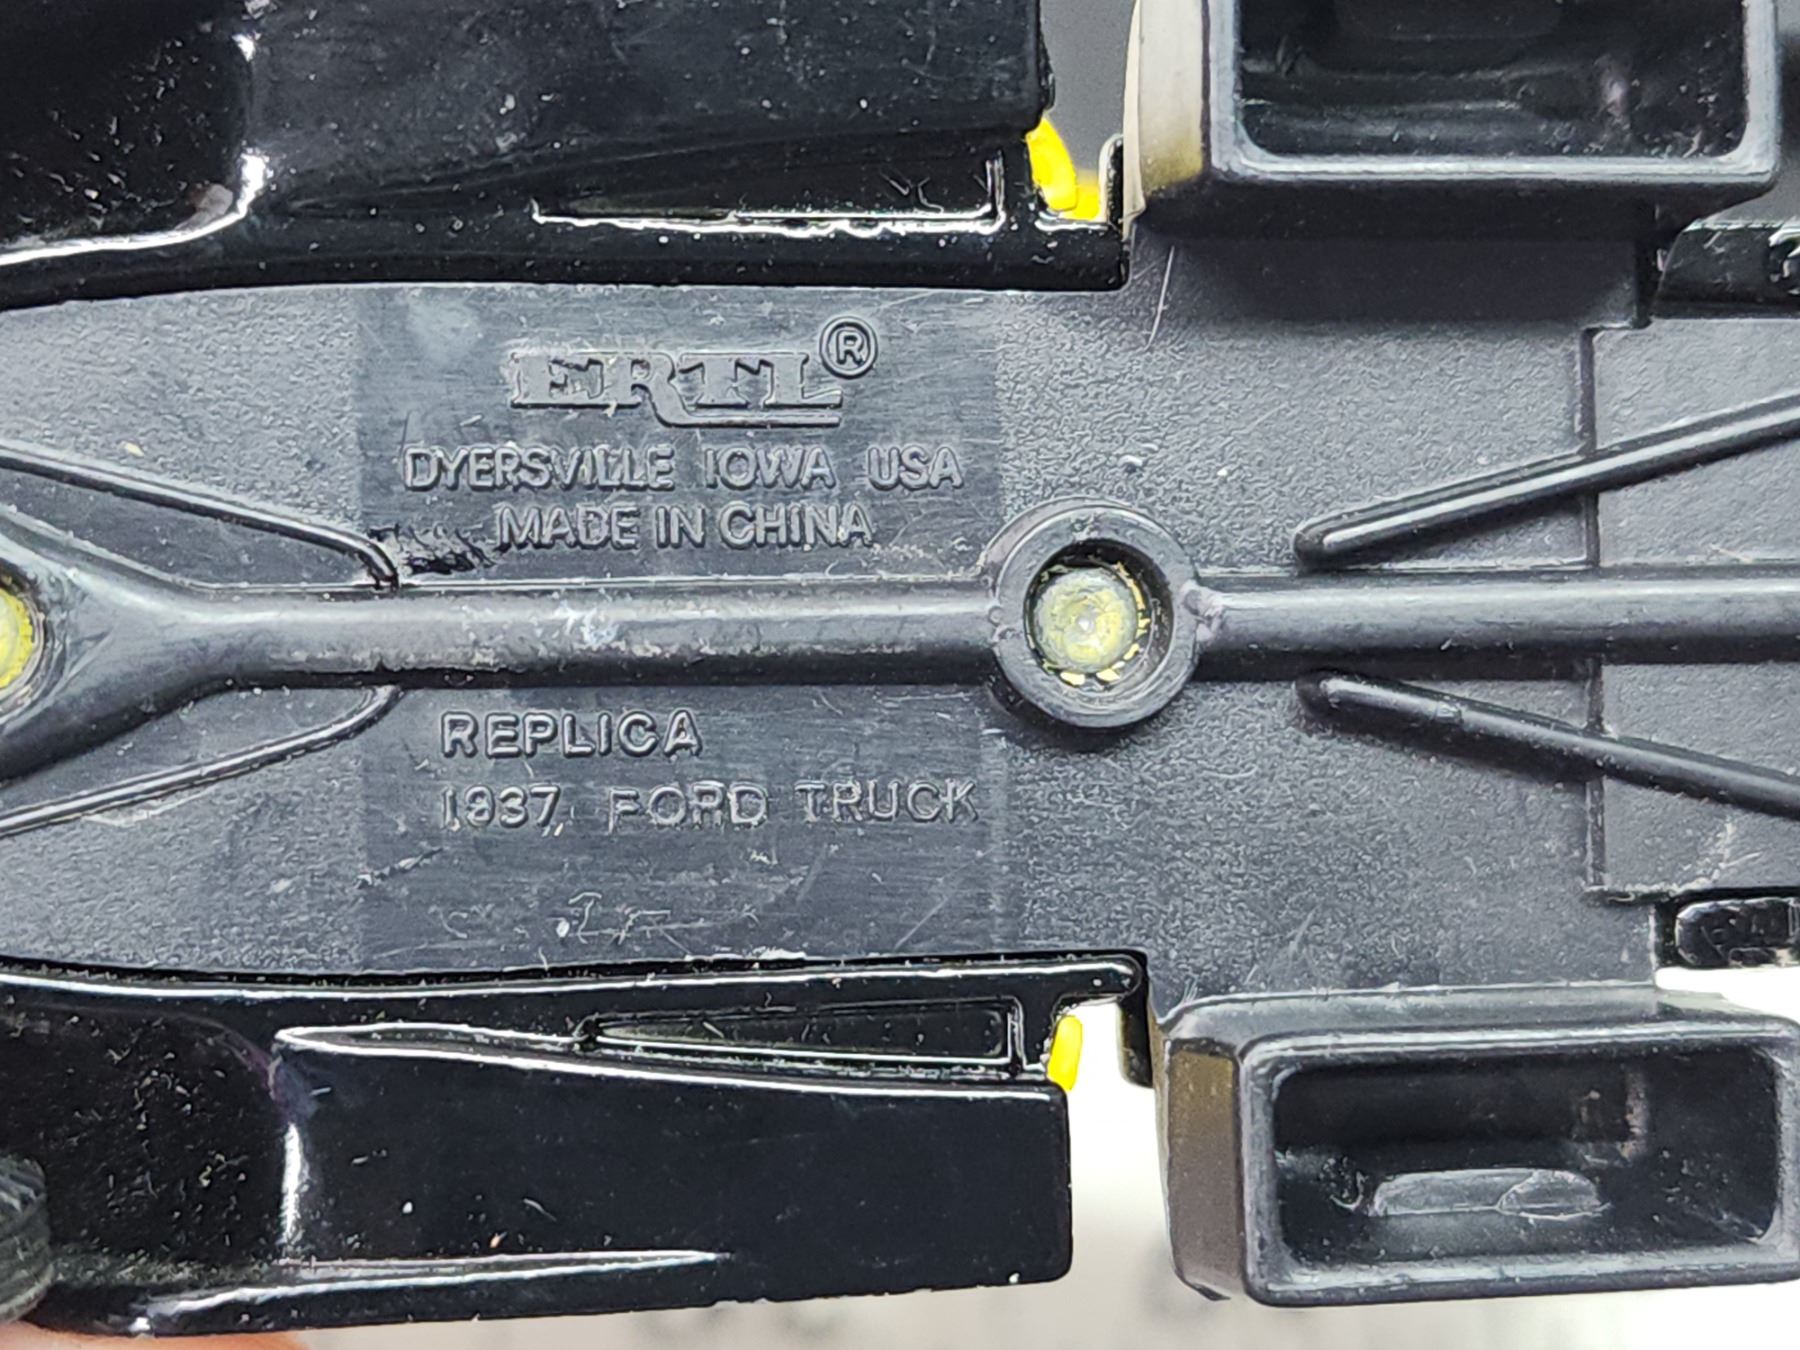 ERTL®
DYERSVILLE IOWA USA
MADE IN CHINA
REPLICA
1937 FORD TRUCK